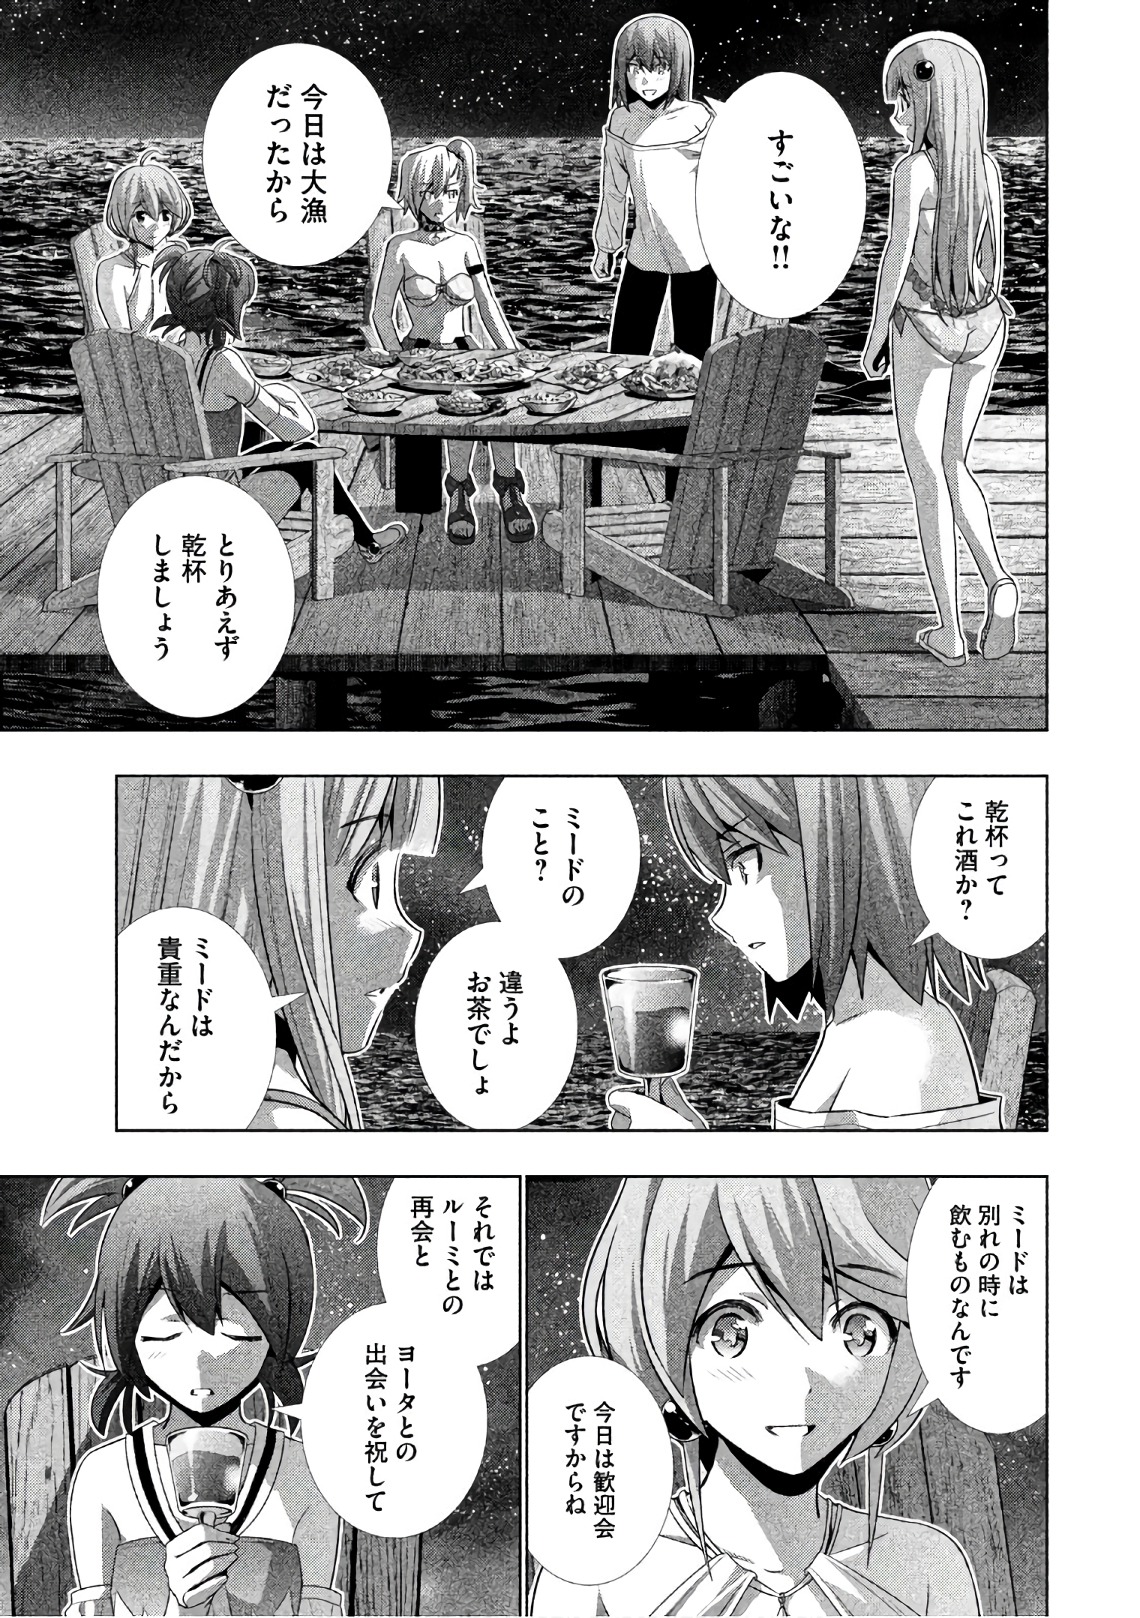 すごいな!!
今日は大漁
だったから
とりあえず
乾杯
しましょう
乾杯って
これ酒か?
ミードの
こと?
違うよ
お茶でしょ
ミードは
貴重なんだから
ミードは
別れの時に
飲むものなんです
今日は歓迎会
ですからね
それでは
ルーミとの
再会と
ヨータとの
出会いを祝して